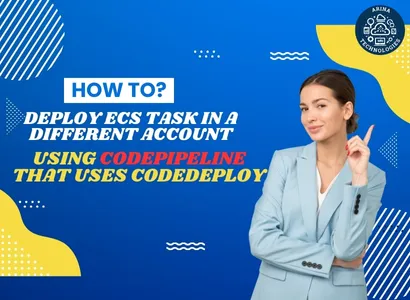 ARINA
TECHNOLOGIES
HOW TO?
DEPLOY ECS TASK IN A
DIFFERENT ACCOUNT
USING CODEPIPELINE
THAT USES CODEDEPLOY